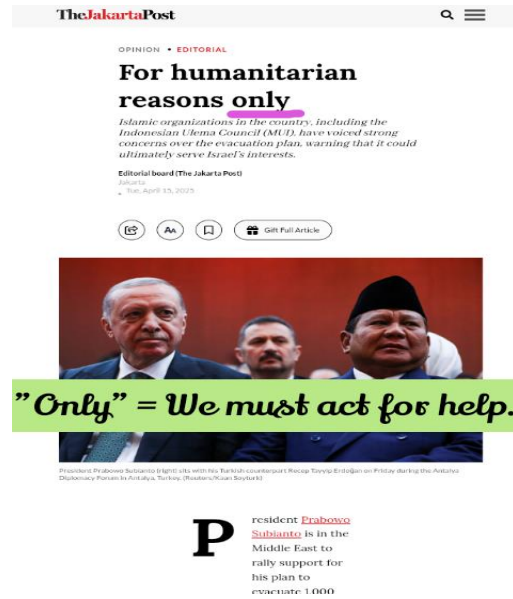 TheJakartaPost
OPINION • EDITORIAL
For humanitarian
reasons only
Islamic organizations in the country, including the
Indonesian Ulema Council (MUI), have voiced strong
concerns over the evacuation plan, warning that it could
ultimately serve Israel's interests.
Editorial board (The Jakarta Post)
Jakarta
Tue, April 15, 2025
AA
Gift Full Article
"Only" = We must act for help.
President Prabowo Subianto (right) sits with his Turkish counterpart Recep Tayyip Erdoğan on Friday during the Antalya
Diplomacy Forum in Antalya, Turkey. (Reuters/Kaan Soyturk)
President Prabowo
Subianto is in the
Middle East to
rally support for
his plan to
evacuate 1,000